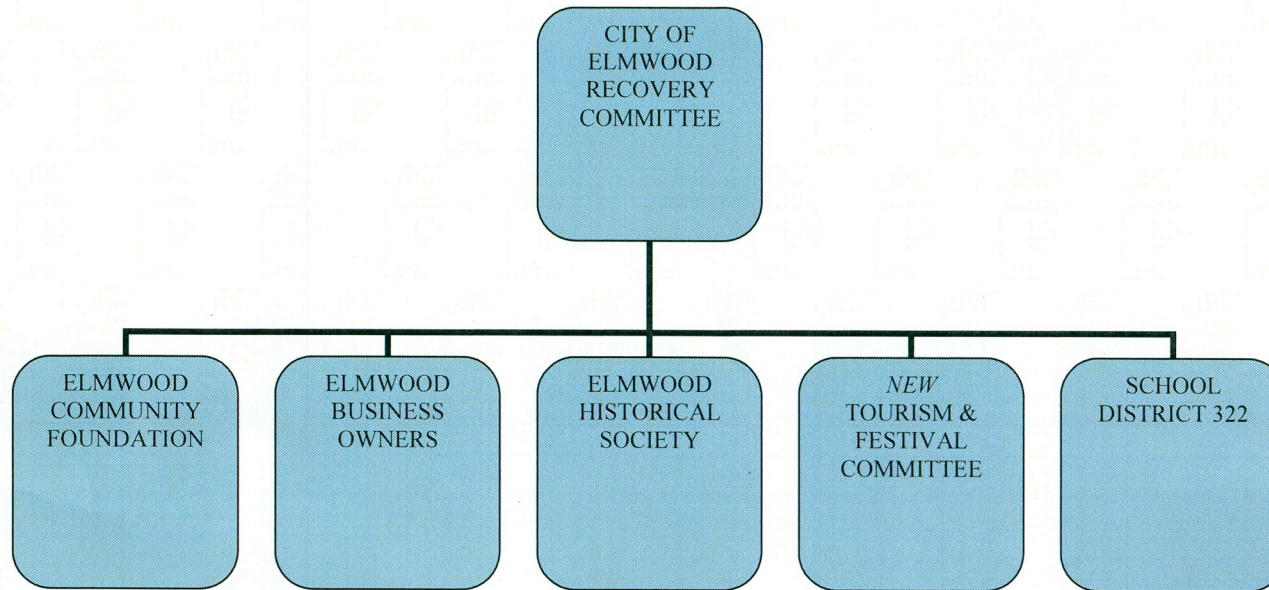 CITY OF
ELMWOOD
RECOVERY
COMMITTEE
ELMWOOD
COMMUNITY
FOUNDATION
ELMWOOD
BUSINESS
OWNERS
ELMWOOD
HISTORICAL
SOCIETY
NEW
TOURISM &
FESTIVAL
COMMITTEE
SCHOOL
DISTRICT 322